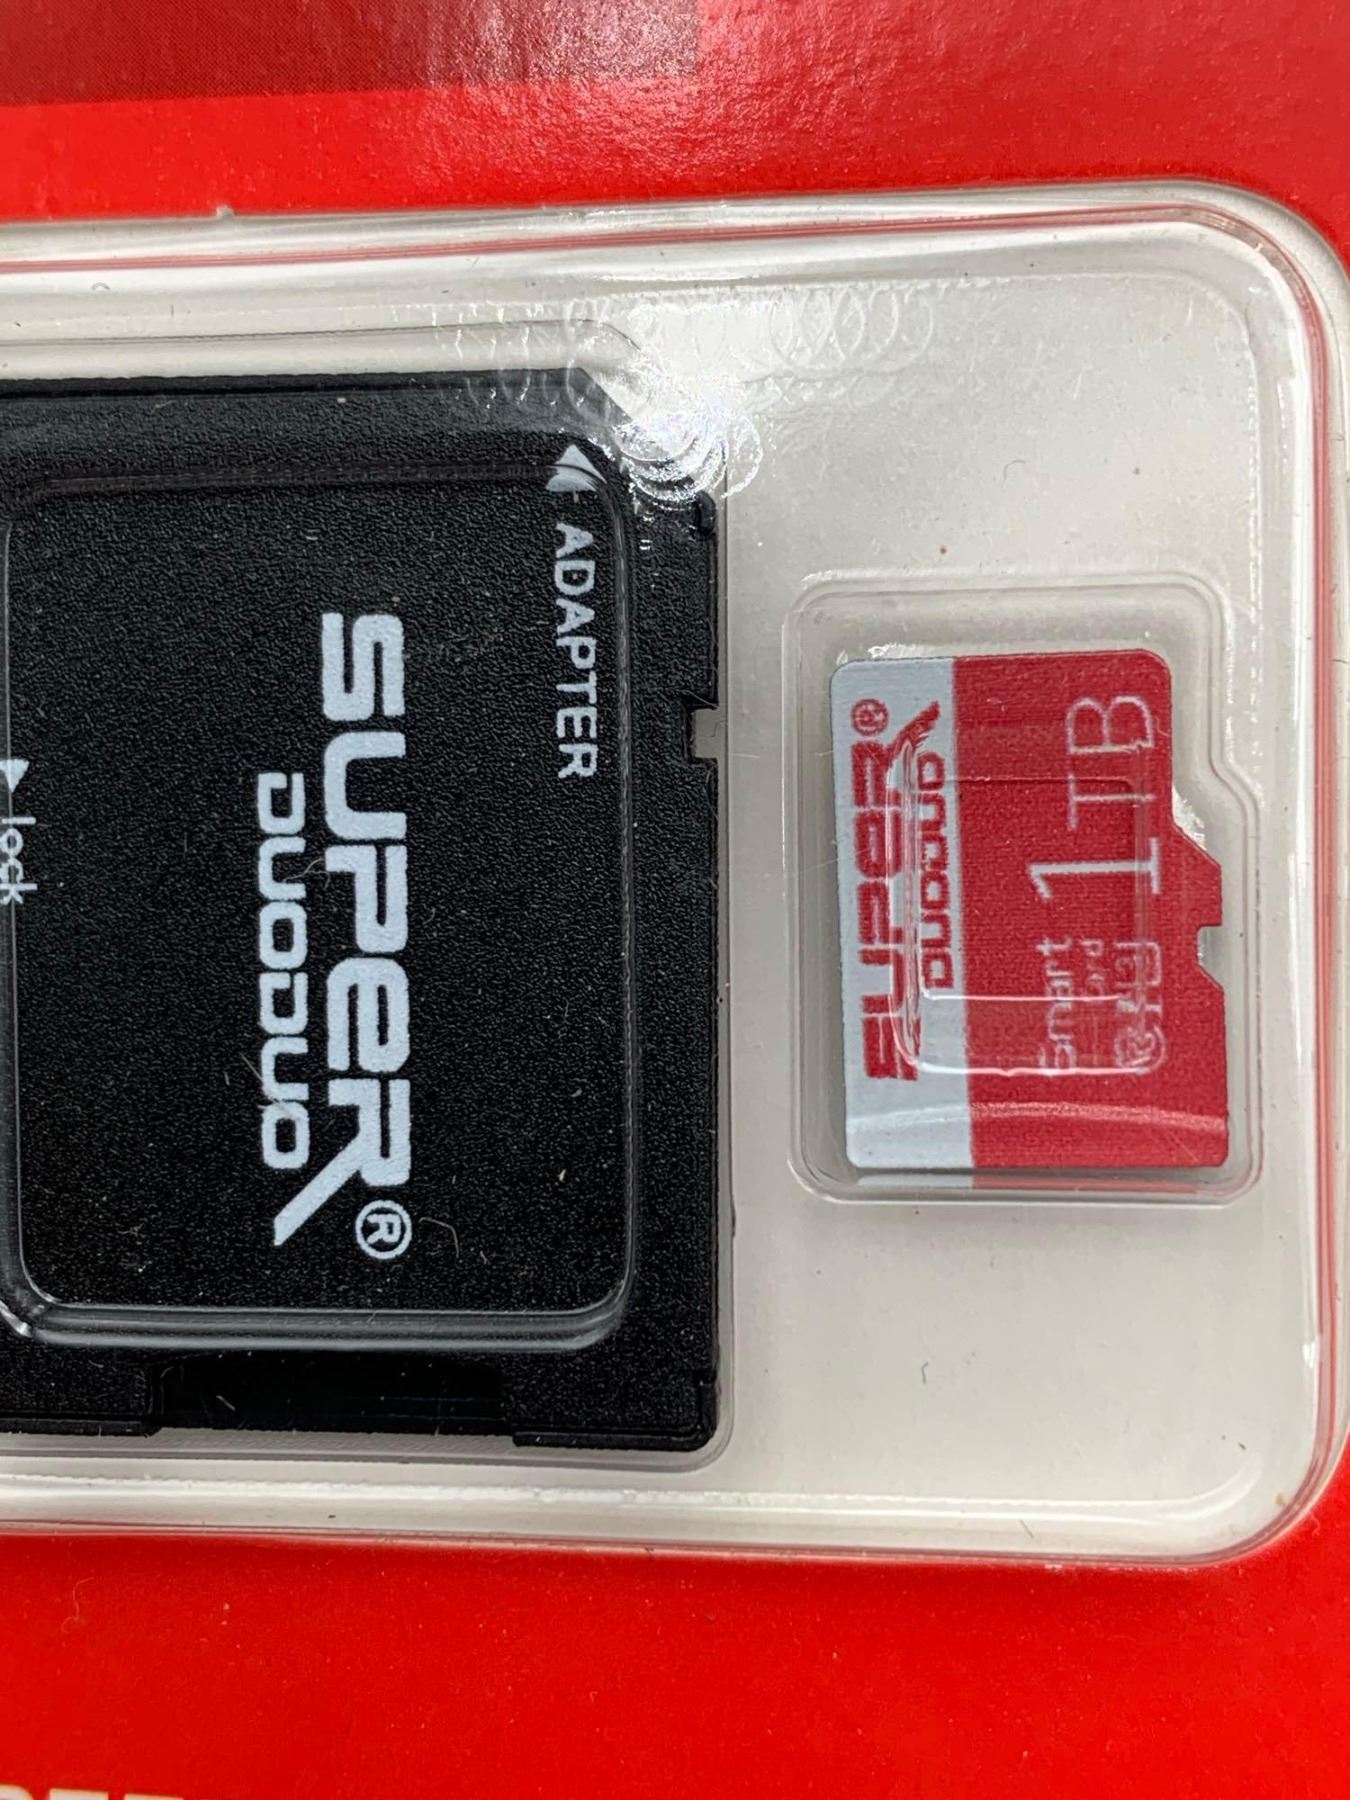 ADAPTER
SUPER®
DUODUO
lock
SUPER®
DUODUO
1TB
Smart